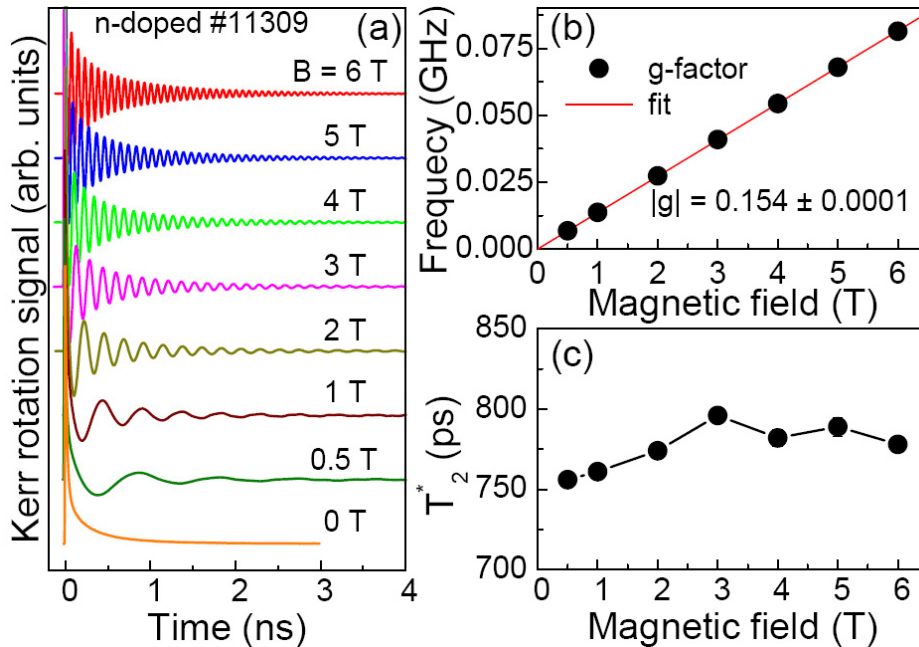 n-doped #11309
(a)
B = 6 T
5 T
4 T
3 T
2 T
1 T
0.5 T
0 T
Kerr rotation signal (arb. units)
0 1 2 3 4
Time (ns)
(b)
g-factor
fit
|g| = 0.154 ± 0.0001
Frequecy (GHz)
0.075
0.050
0.025
0.000
0 1 2 3 4 5 6
Magnetic field (T)
(c)
T*2 (ps)
850
800
750
700
0 1 2 3 4 5 6
Magnetic field (T)